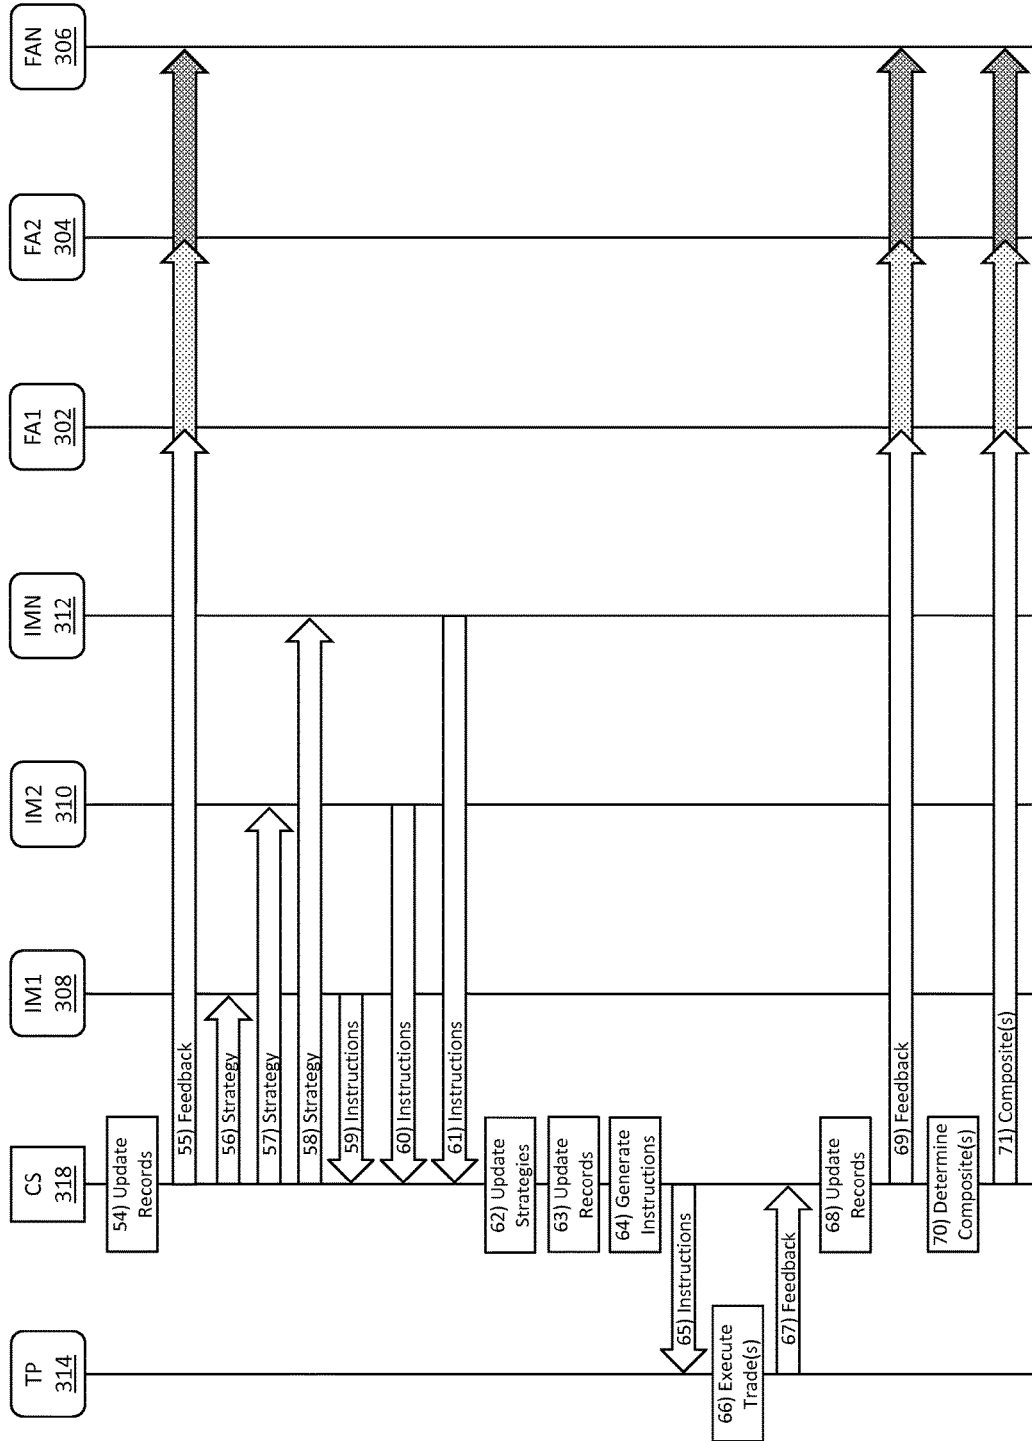 TP
314
CS
318
IM1
308
IM2
310
IMN
312
FA1
302
FA2
304
FAN
306
54) Update
Records
55) Feedback
56) Strategy
57) Strategy
58) Strategy
59) Instructions
60) Instructions
61) Instructions
62) Update
Strategies
63) Update
Records
64) Generate
Instructions
65) Instructions
66) Execute
Trade(s)
67) Feedback
68) Update
Records
69) Feedback
70) Determine
Composite(s)
71) Composite(s)